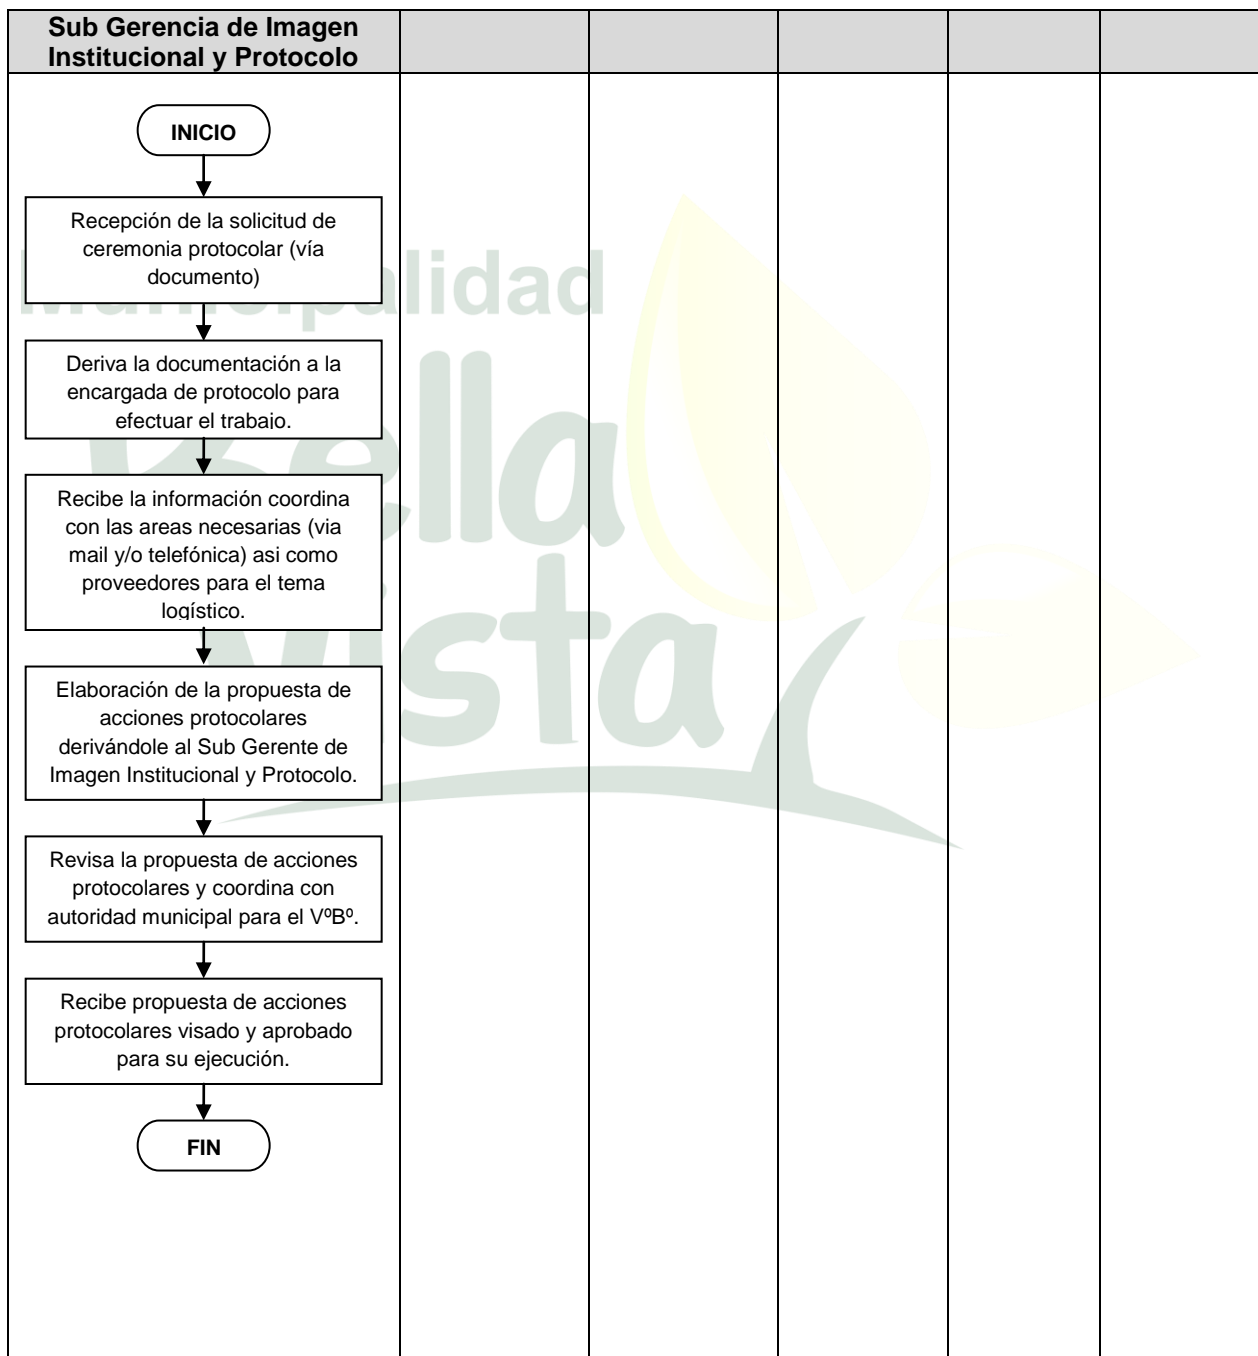 Sub Gerencia de Imagen
Institucional y Protocolo
INICIO
Recepción de la solicitud de
ceremonia protocolar (vía
documento)
Municipalidad
Deriva la documentación a la
encargada de protocolo para
efectuar el trabajo.
Bella
Recibe la información coordina
con las areas necesarias (via
mail y/o telefónica) asi como
proveedores para el tema
logístico.
Vista
Elaboración de la propuesta de
acciones protocolares
derivándole al Sub Gerente de
Imagen Institucional y Protocolo.
Revisa la propuesta de acciones
protocolares y coordina con
autoridad municipal para el VºBº.
Recibe propuesta de acciones
protocolares visado y aprobado
para su ejecución.
FIN